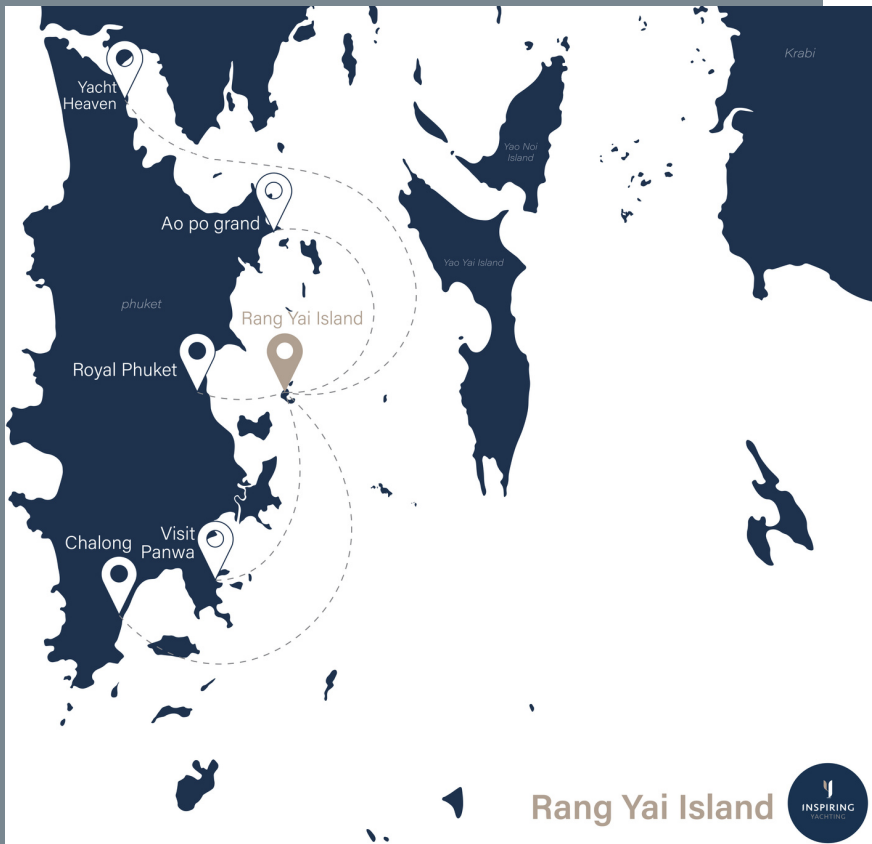 Krabi
Yacht
Heaven
Yao Noi
Island
Ao po grand
Yao Yai Island
phuket
Rang Yai Island
Royal Phuket
Visit
Panwa
Chalong
Rang Yai Island
INSPIRING
YACHTING